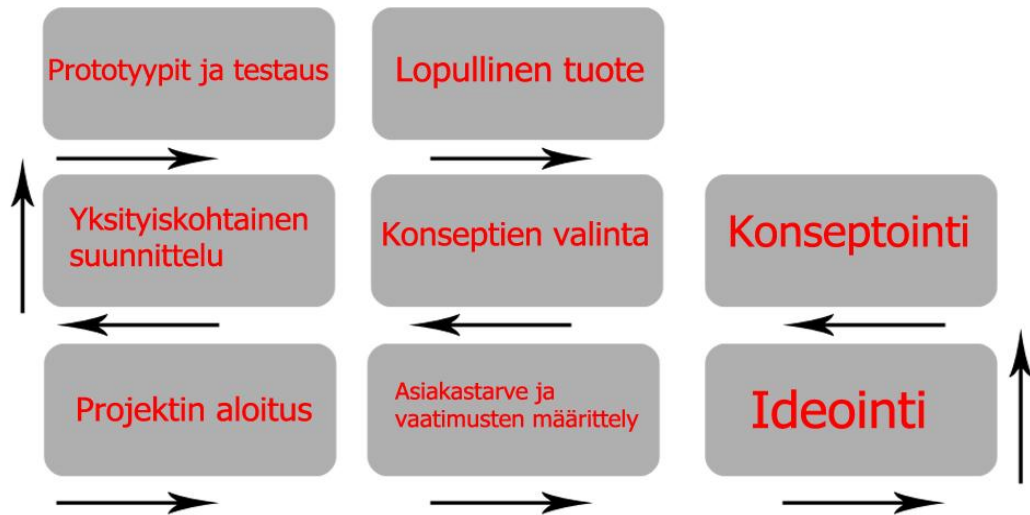 Prototyypit ja testaus
Lopullinen tuote
Yksityiskohtainen
suunnittelu
Konseptien valinta
Konseptointi
Projektin aloitus
Asiakastarve ja
vaatimusten määrittely
Ideointi